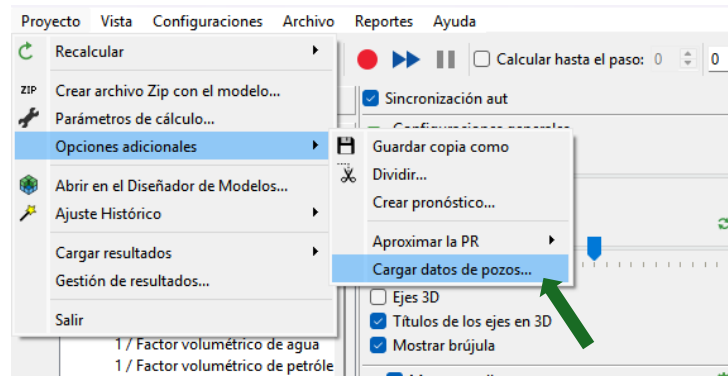 Proyecto Vista Configuraciones Archivo Reportes Ayuda
Recalcular
Calcular hasta el paso: 0 0
ZIP Crear archivo Zip con el modelo...
Sincronización aut
Parámetros de cálculo...
Configuraciones generales
Opciones adicionales
Guardar copia como
Dividir...
Abrir en el Diseñador de Modelos...
Crear pronóstico...
Ajuste Histórico
Aproximar la PR
Cargar resultados
Cargar datos de pozos...
Gestión de resultados...
Ejes 3D
Salir
Títulos de los ejes en 3D
1 / Factor volumétrico de agua
Mostrar brújula
1 / Factor volumétrico de petróle